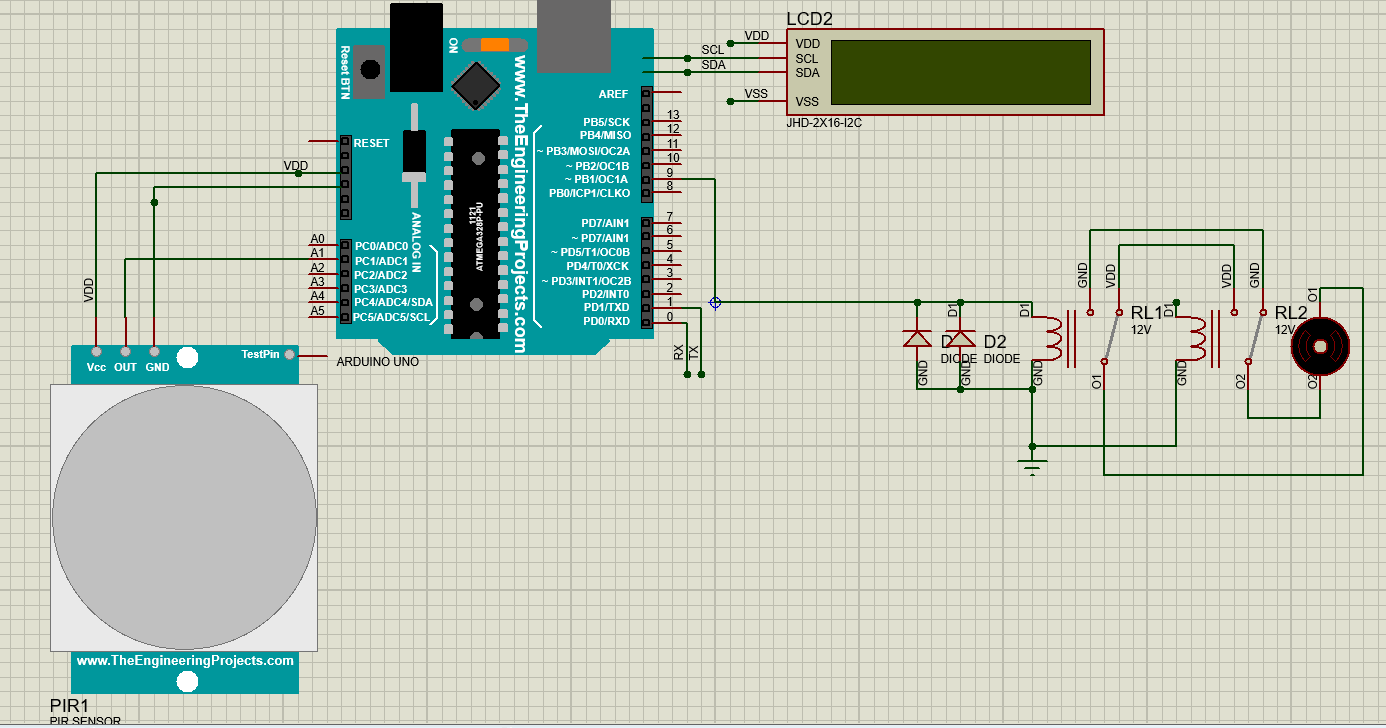 LCD2
VDD
SCL
SDA
VSS
VDD
SCL
SDA
VSS
JHD-2X16-I2C
Reset BTN
ON
www.TheEngineeringProjects.com
AREF
PB5/SCK
PB4/MISO
~ PB3/MOSI/OC2A
~ PB2/OC1B
~ PB1/OC1A
PB0/ICP1/CLKO
13
12
11
10
9
8
PD7/AIN1
~ PD7/AIN1
~ PD5/T1/OC0B
PD4/T0/XCK
~ PD3/INT1/OC2B
PD2/INT0
PD1/TXD
PD0/RXD
7
6
5
4
3
2
1
0
RX
TX
RESET
1121
ATMEGA328P-PU
ANALOG IN
A0
A1
A2
A3
A4
A5
PC0/ADC0
PC1/ADC1
PC2/ADC2
PC3/ADC3
PC4/ADC4/SDA
PC5/ADC5/SCL
ARDUINO UNO
VDD
VDD
Vcc
OUT
GND
TestPin
www.TheEngineeringProjects.com
PIR1
PIR SENSOR
D2
DIODE
DIODE
GND
GND
D1
D1
GND
GND
VDD
RL1
12V
O1
D1
GND
VDD
GND
RL2
12V
O2
O1
O2